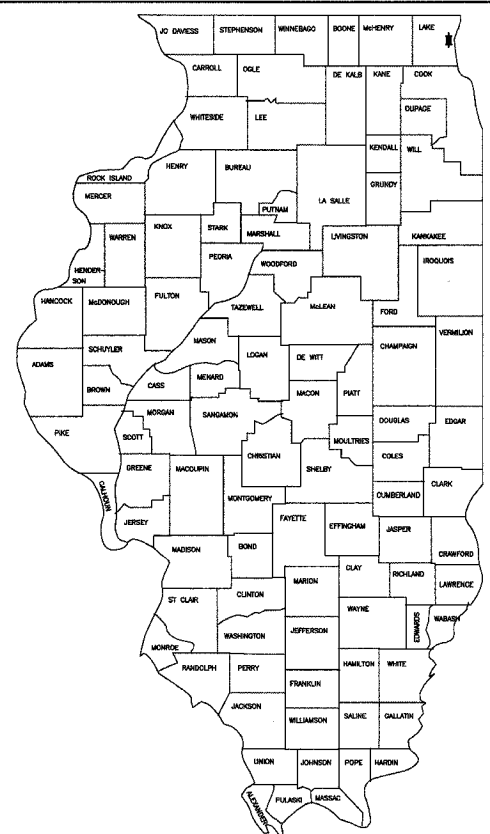 JO DAVIESS
STEPHENSON
WINNEBAGO
BOONE
McHENRY
LAKE
CARROLL
OGLE
DE KALB
KANE
COOK
DUPAGE
WHITESIDE
LEE
KENDALL
WILL
HENRY
BUREAU
ROCK ISLAND
GRUNDY
MERCER
PUTNAM
LA SALLE
KNOX
STARK
MARSHALL
LIVINGSTON
KANKAKEE
WARREN
PEORIA
WOODFORD
IROQUOIS
HENDER-
SON
HANCOCK
McDONOUGH
FULTON
TAZEWELL
McLEAN
FORD
MASON
VERMILION
SCHUYLER
LOGAN
CHAMPAIGN
ADAMS
DE WITT
BROWN
CASS
MENARD
MACON
PIATT
MORGAN
SANGAMON
DOUGLAS
EDGAR
PIKE
SCOTT
MOULTRIES
COLES
CHRISTIAN
GREENE
MACOUPIN
SHELBY
CLARK
CALHOUN
MONTGOMERY
CUMBERLAND
JERSEY
FAYETTE
EFFINGHAM
JASPER
MADISON
BOND
CRAWFORD
CLAY
RICHLAND
MARION
LAWRENCE
ST CLAIR
CLINTON
WAYNE
EDWARDS
WABASH
JEFFERSON
WASHINGTON
MONROE
RANDOLPH
PERRY
HAMILTON
WHITE
FRANKLIN
JACKSON
WILLIAMSON
SALINE
GALLATIN
UNION
JOHNSON
POPE
HARDIN
ALEXANDER
PULASKI
MASSAC